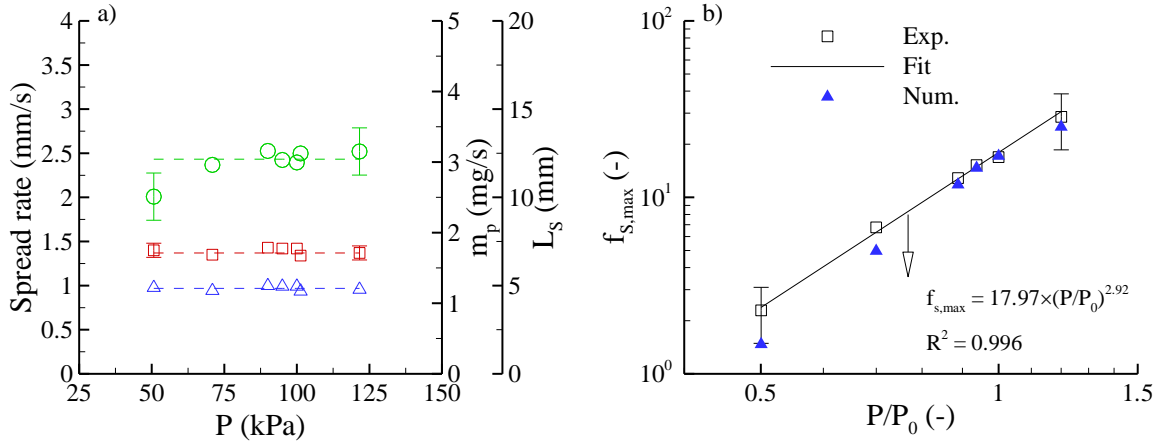 a)
Spread rate (mm/s)
4
3.5
3
2.5
2
1.5
1
0.5
0
25 50 75 100 125 150
P (kPa)
5
4
3
2
1
0
m_p (mg/s)
20
15
10
5
0
L_S (mm)
b)
f_{S,max} (-)
10^2
10^1
10^0
Exp.
Fit
Num.
f_{s,max} = 17.97×(P/P_0)^{2.92}
R^2 = 0.996
0.5 1 1.5
P/P_0 (-)